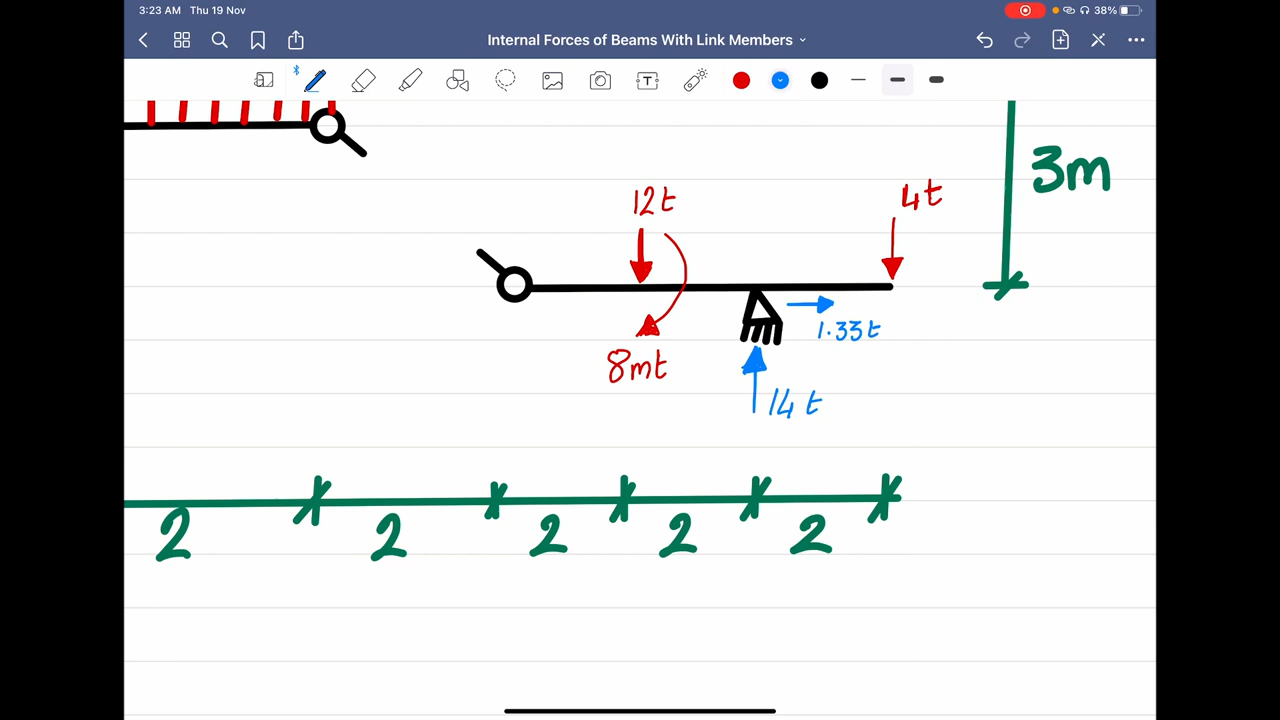 3:23 AM Thu 19 Nov
38%
Internal Forces of Beams With Link Members
T
3m
12t
4t
1.33t
8mt
14t
2 2 2 2 2